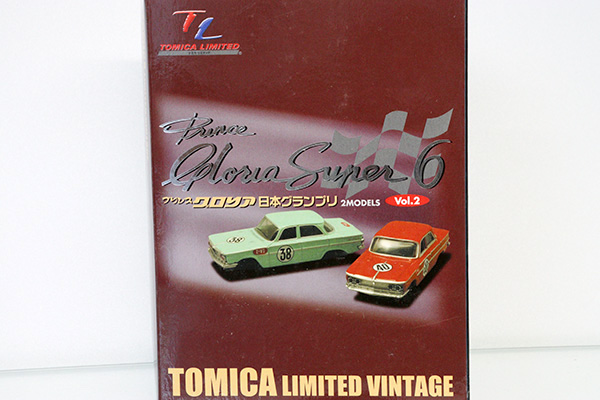 TL
TOMICA LIMITED
Prince
Gloria Super 6
プリンス グロリア 日本グランプリ 2MODELS Vol.2
38
40
TOMICA LIMITED VINTAGE